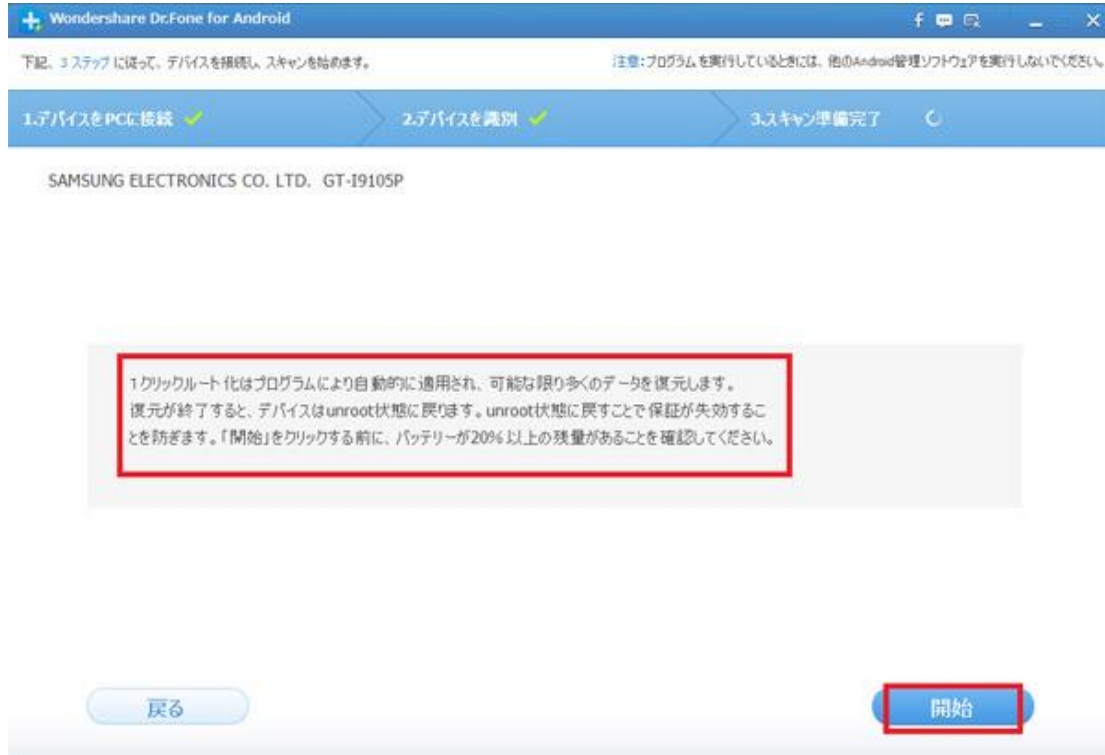 Wondershare Dr.Fone for Android
下記、3 ステップ に従って、デバイスを接続し、スキャンを始めます。
注意:プログラムを実行しているときには、他のAndroid管理ソフトウェアを実行しないでください。
1.デバイスをPCに接続
2.デバイスを識別
3.スキャン準備完了
SAMSUNG ELECTRONICS CO. LTD. GT-I9105P
1クリックルート化はプログラムにより自動的に適用され、可能な限り多くのデータを復元します。
復元が終了すると、デバイスはunroot状態に戻ります。unroot状態に戻すことで保証が失効するこ
とを防ぎます。「開始」をクリックする前に、バッテリーが20%以上の残量があることを確認してください。
戻る
開始